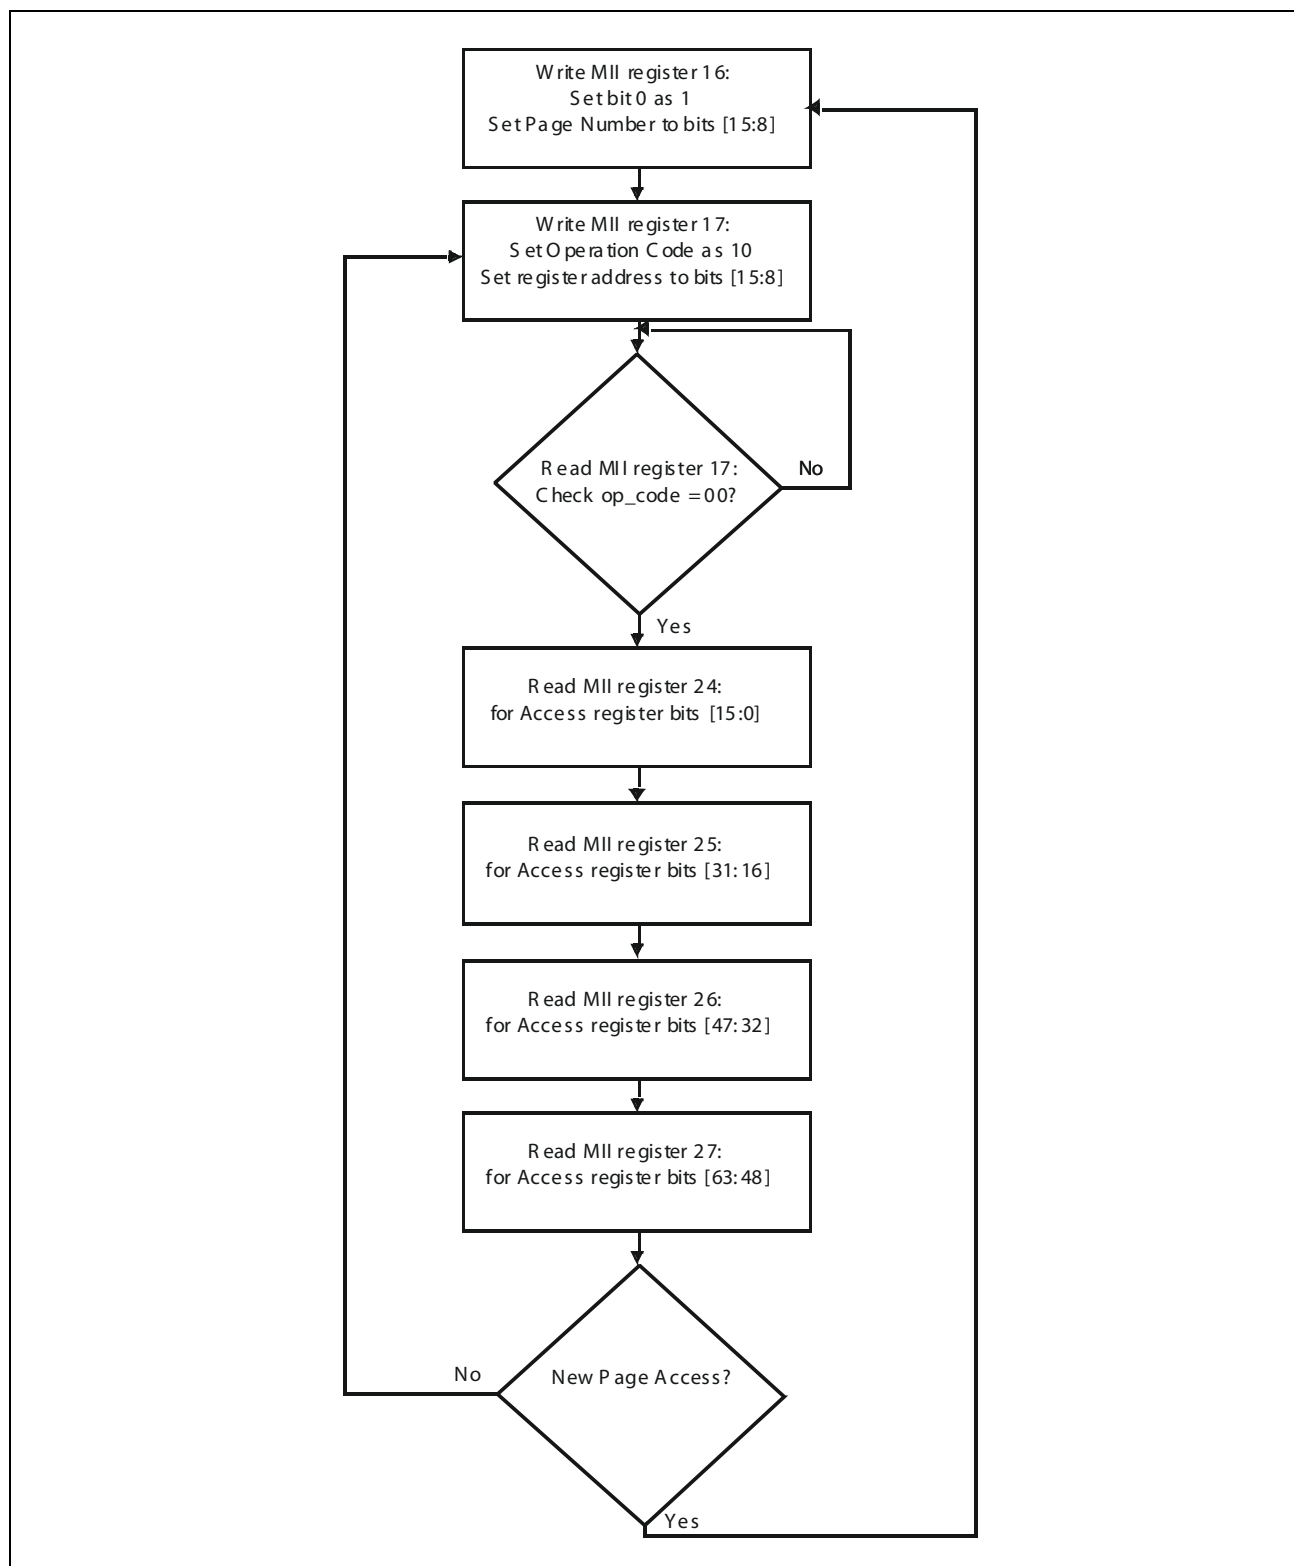 Write MII register 16:
Set bit 0 as 1
Set Page Number to bits [15:8]
Write MII register 17:
Set Operation Code as 10
Set register address to bits [15:8]
Read MII register 17:
Check op_code =00?
No
Yes
Read MII register 24:
for Access register bits [15:0]
Read MII register 25:
for Access register bits [31:16]
Read MII register 26:
for Access register bits [47:32]
Read MII register 27:
for Access register bits [63:48]
No
New Page Access?
Yes